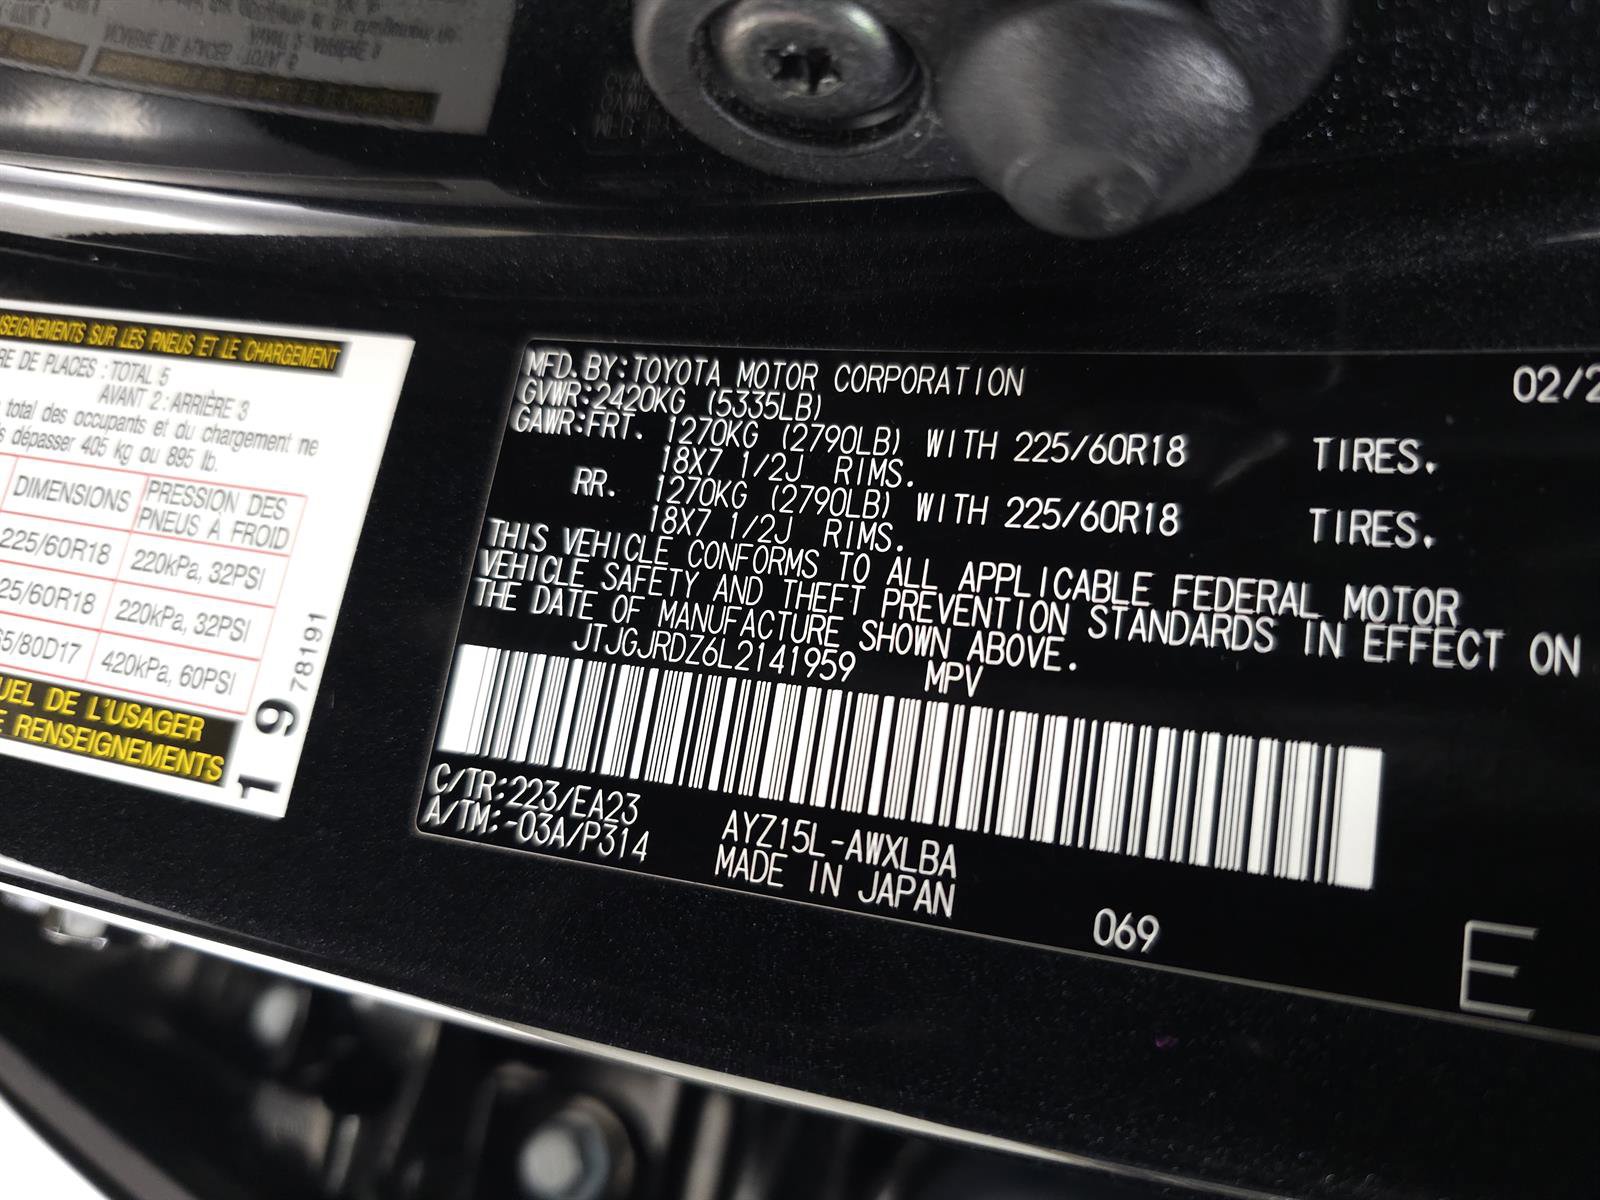 SEIGNEMENTS SUR LES PNEUS ET LE CHARGEMENT
RE DE PLACES : TOTAL 5
AVANT 2 : ARRIÈRE 3
total des occupants et du chargement ne
s dépasser 405 kg ou 895 lb.
DIMENSIONS PRESSION DES PNEUS À FROID
225/60R18 220kPa, 32PSI
25/60R18 220kPa, 32PSI
65/80D17 420kPa, 60PSI
UEL DE L'USAGER
E RENSEIGNEMENTS
19 78191
MFD. BY:TOYOTA MOTOR CORPORATION 02/2
GVWR:2420KG (5335LB)
GAWR:FRT. 1270KG (2790LB) WITH 225/60R18 TIRES.
18X7 1/2J RIMS.
RR. 1270KG (2790LB) WITH 225/60R18 TIRES.
18X7 1/2J RIMS.
THIS VEHICLE CONFORMS TO ALL APPLICABLE FEDERAL MOTOR
VEHICLE SAFETY AND THEFT PREVENTION STANDARDS IN EFFECT ON
THE DATE OF MANUFACTURE SHOWN ABOVE.
JTJGJRDZ6L2141959 MPV
C/TR:223/EA23
A/TM:-03A/P314
AYZ15L-AWXLBA
MADE IN JAPAN
069
E